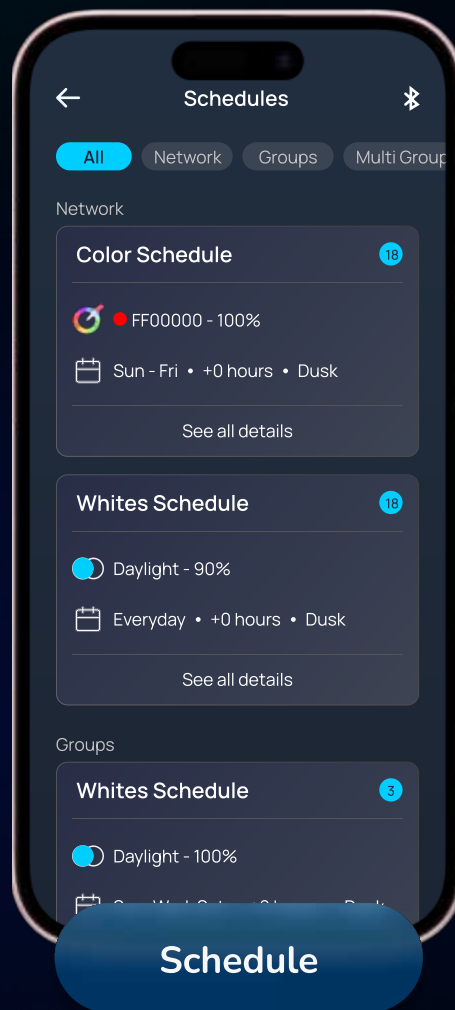 Schedules
All Network Groups Multi Group
Network
Color Schedule 18
FF00000 - 100%
Sun - Fri • +0 hours • Dusk
See all details
Whites Schedule 18
Daylight - 90%
Everyday • +0 hours • Dusk
See all details
Groups
Whites Schedule 3
Daylight - 100%
Schedule